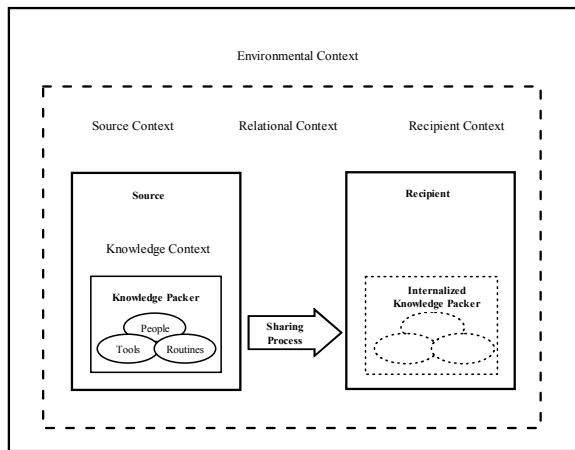 Environmental Context
Source Context Relational Context Recipient Context
Source
Recipient
Knowledge Context
Knowledge Packer
People
Tools
Routines
Sharing
Process
Internalized
Knowledge Packer